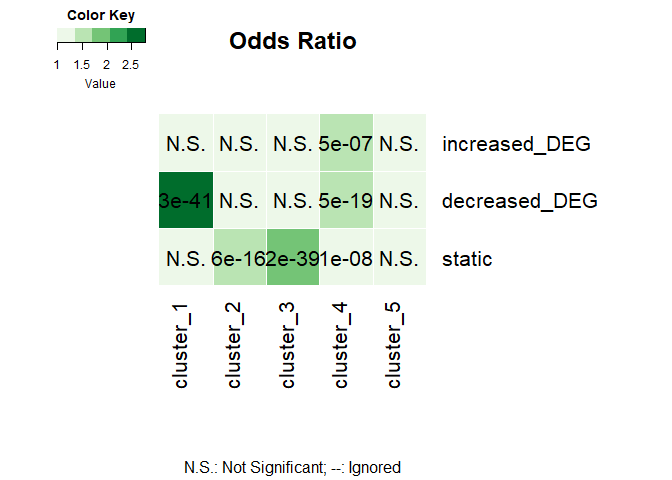 Color Key
1 1.5 2 2.5
Value
Odds Ratio
N.S. N.S. N.S. 5e-07 N.S. increased_DEG
3e-41 N.S. N.S. 5e-19 N.S. decreased_DEG
N.S. 6e-16 2e-39 1e-08 N.S. static
cluster_1 cluster_2 cluster_3 cluster_4 cluster_5
N.S.: Not Significant; --: Ignored